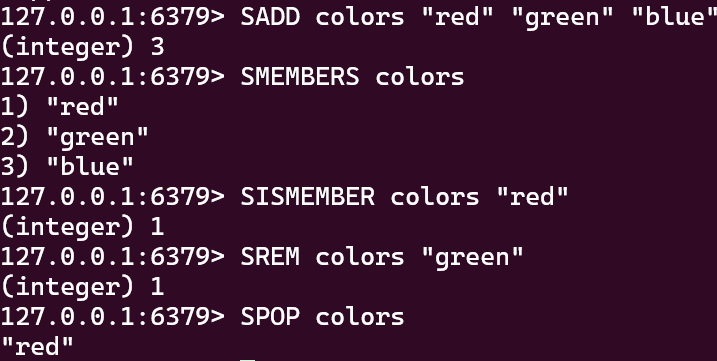 127.0.0.1:6379> SADD colors "red" "green" "blue"
(integer) 3
127.0.0.1:6379> SMEMBERS colors
1) "red"
2) "green"
3) "blue"
127.0.0.1:6379> SISMEMBER colors "red"
(integer) 1
127.0.0.1:6379> SREM colors "green"
(integer) 1
127.0.0.1:6379> SPOP colors
"red"